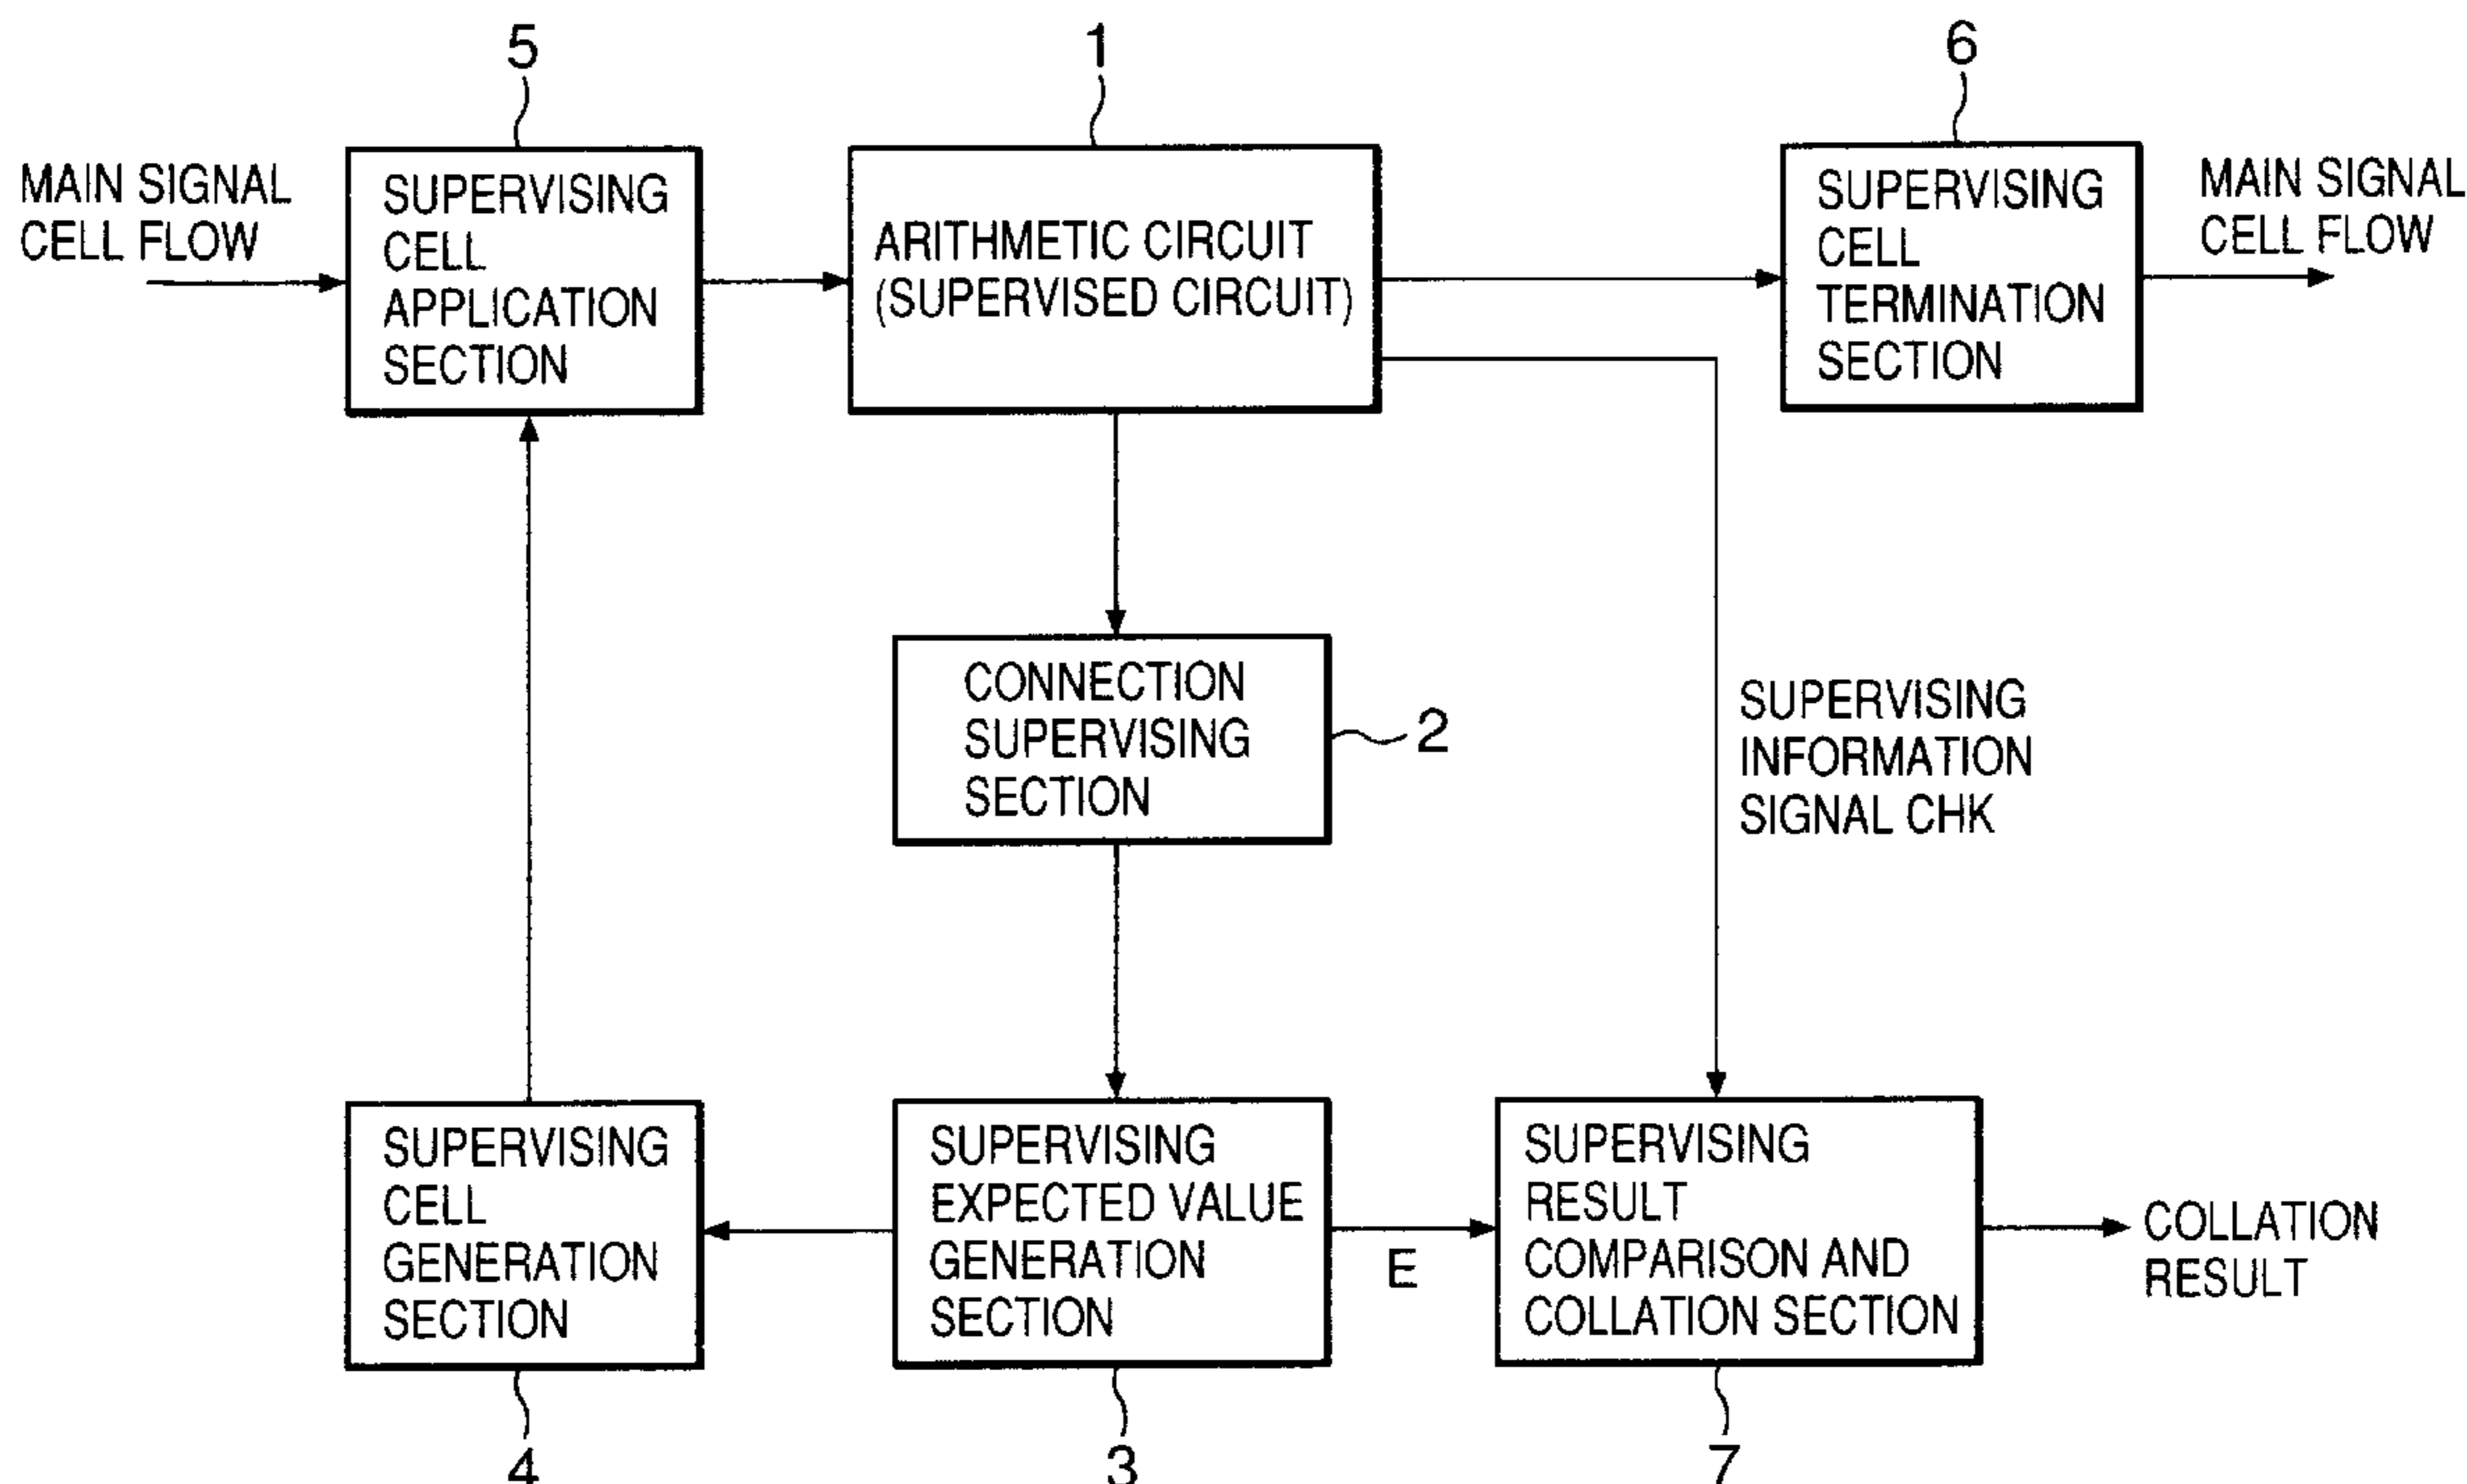 5
1
6
MAIN SIGNAL
CELL FLOW
SUPERVISING
CELL
APPLICATION
SECTION
ARITHMETIC CIRCUIT
(SUPERVISED CIRCUIT)
SUPERVISING
CELL
TERMINATION
SECTION
MAIN SIGNAL
CELL FLOW
CONNECTION
SUPERVISING
SECTION
2
SUPERVISING
INFORMATION
SIGNAL CHK
SUPERVISING
CELL
GENERATION
SECTION
SUPERVISING
EXPECTED VALUE
GENERATION
SECTION
E
SUPERVISING
RESULT
COMPARISON AND
COLLATION SECTION
COLLATION
RESULT
4
3
7